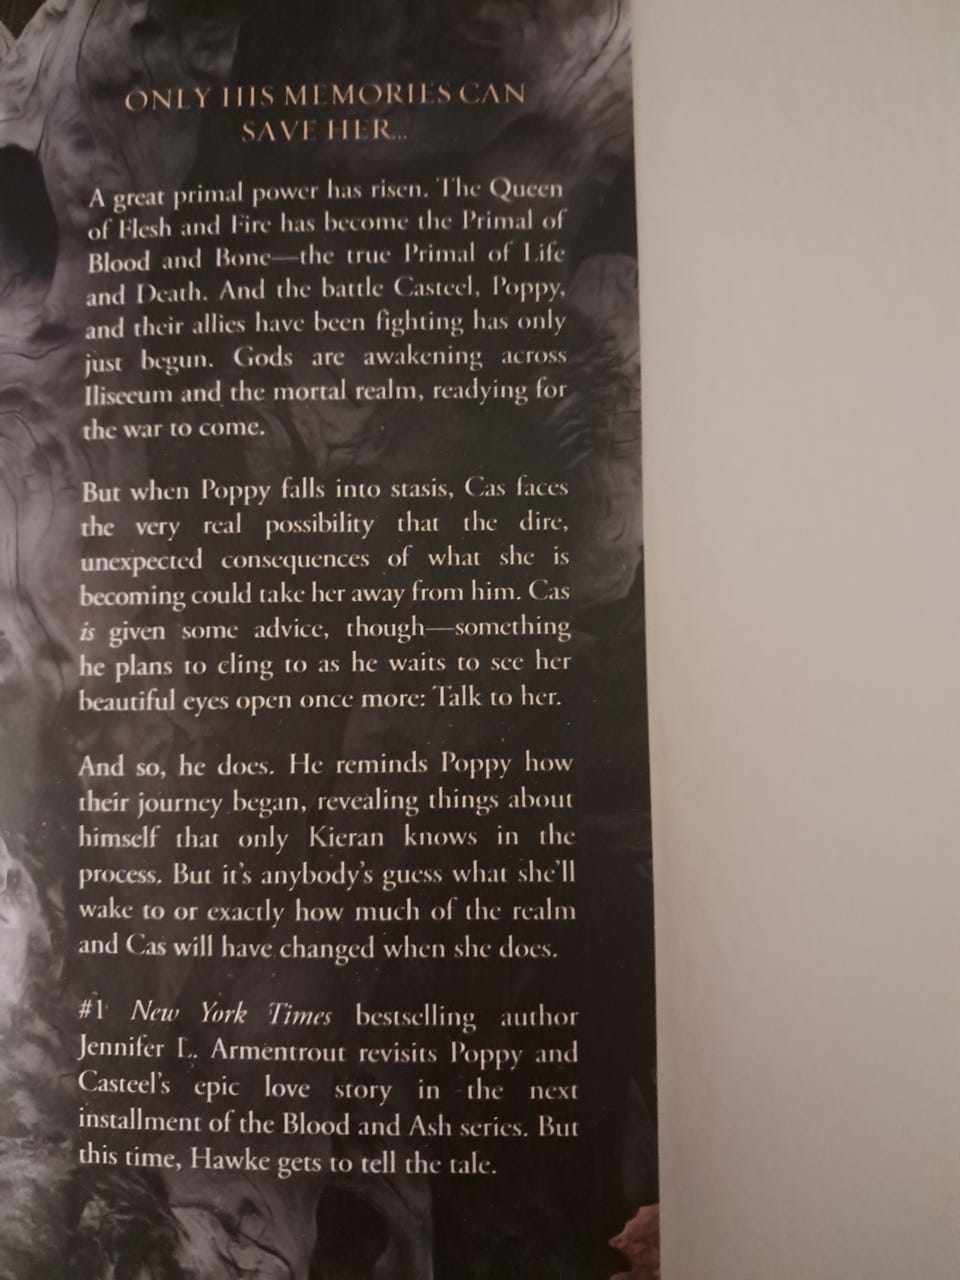 ONLY HIS MEMORIES CAN
SAVE HER...
A great primal power has risen. The Queen
of Flesh and Fire has become the Primal of
Blood and Bone—the true Primal of Life
and Death. And the battle Casteel, Poppy,
and their allies have been fighting has only
just begun. Gods are awakening across
Iliseeum and the mortal realm, readying for
the war to come.
But when Poppy falls into stasis, Cas faces
the very real possibility that the dire,
unexpected consequences of what she is
becoming could take her away from him. Cas
is given some advice, though—something
he plans to cling to as he waits to see her
beautiful eyes open once more: Talk to her.
And so, he does. He reminds Poppy how
their journey began, revealing things about
himself that only Kieran knows in the
process. But it's anybody's guess what she'll
wake to or exactly how much of the realm
and Cas will have changed when she does.
#1 New York Times bestselling author
Jennifer L. Armentrout revisits Poppy and
Casteel's epic love story in the next
installment of the Blood and Ash series. But
this time, Hawke gets to tell the tale.